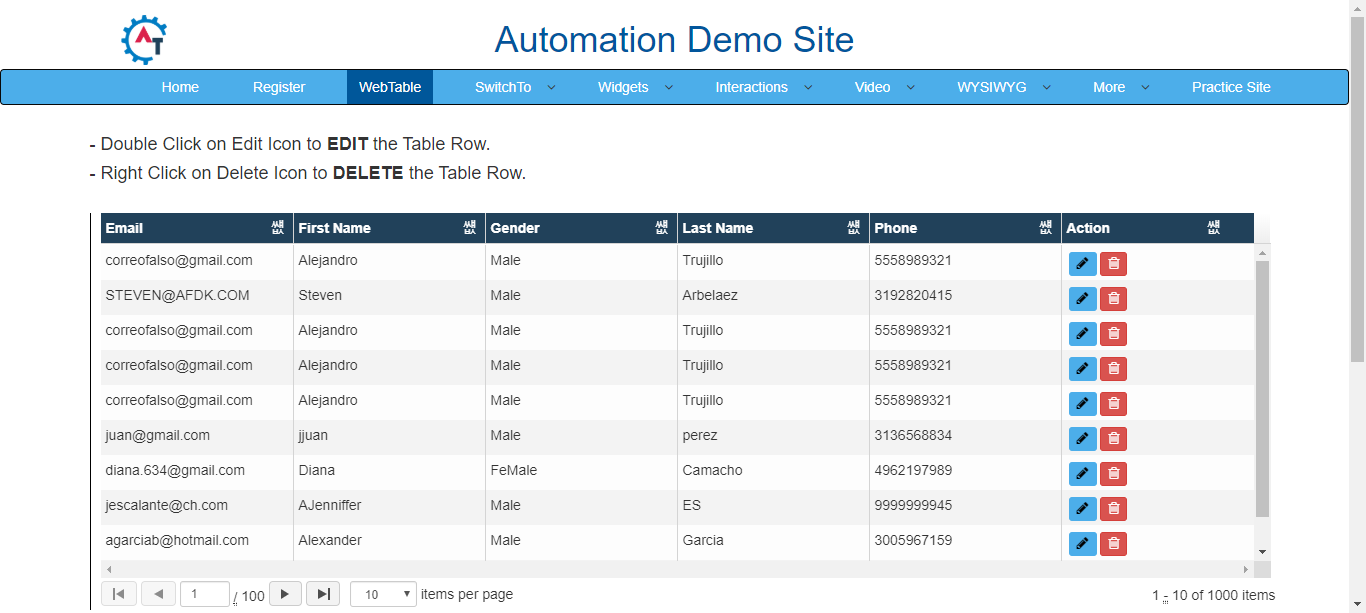 AT
Automation Demo Site
Home Register WebTable SwitchTo Widgets Interactions Video WYSIWYG More Practice Site
- Double Click on Edit Icon to EDIT the Table Row.
- Right Click on Delete Icon to DELETE the Table Row.
Email First Name Gender Last Name Phone Action
correofalso@gmail.com Alejandro Male Trujillo 5558989321
STEVEN@AFDK.COM Steven Male Arbelaez 3192820415
correofalso@gmail.com Alejandro Male Trujillo 5558989321
correofalso@gmail.com Alejandro Male Trujillo 5558989321
correofalso@gmail.com Alejandro Male Trujillo 5558989321
juan@gmail.com jjuan Male perez 3136568834
diana.634@gmail.com Diana FeMale Camacho 4962197989
jescalante@ch.com AJenniffer Male ES 9999999945
agarciab@hotmail.com Alexander Male Garcia 3005967159
1 / 100 10 items per page 1 - 10 of 1000 items